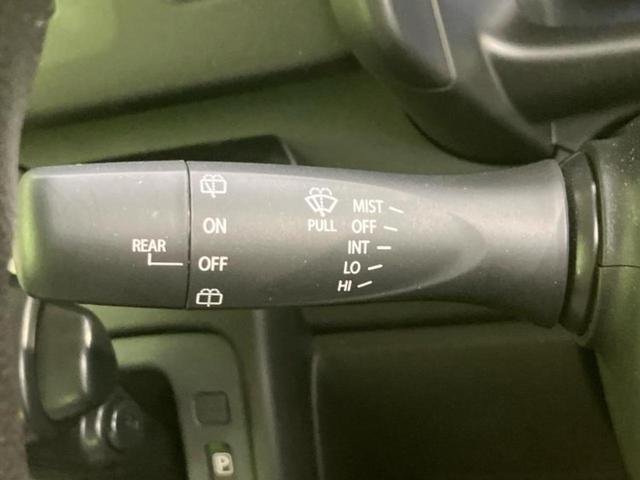 REAR
ON
OFF
PULL
MIST
OFF
INT
LO
HI
P